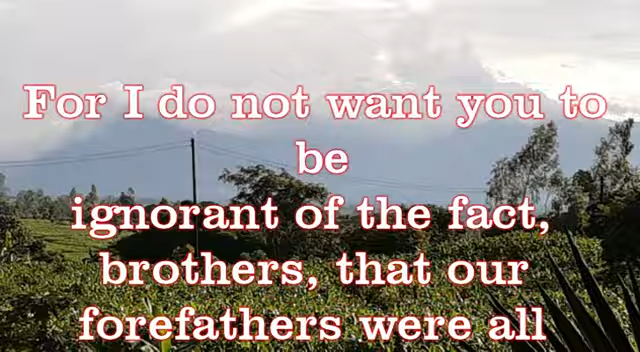 For I do not want you to
be
ignorant of the fact,
brothers, that our
forefathers were all